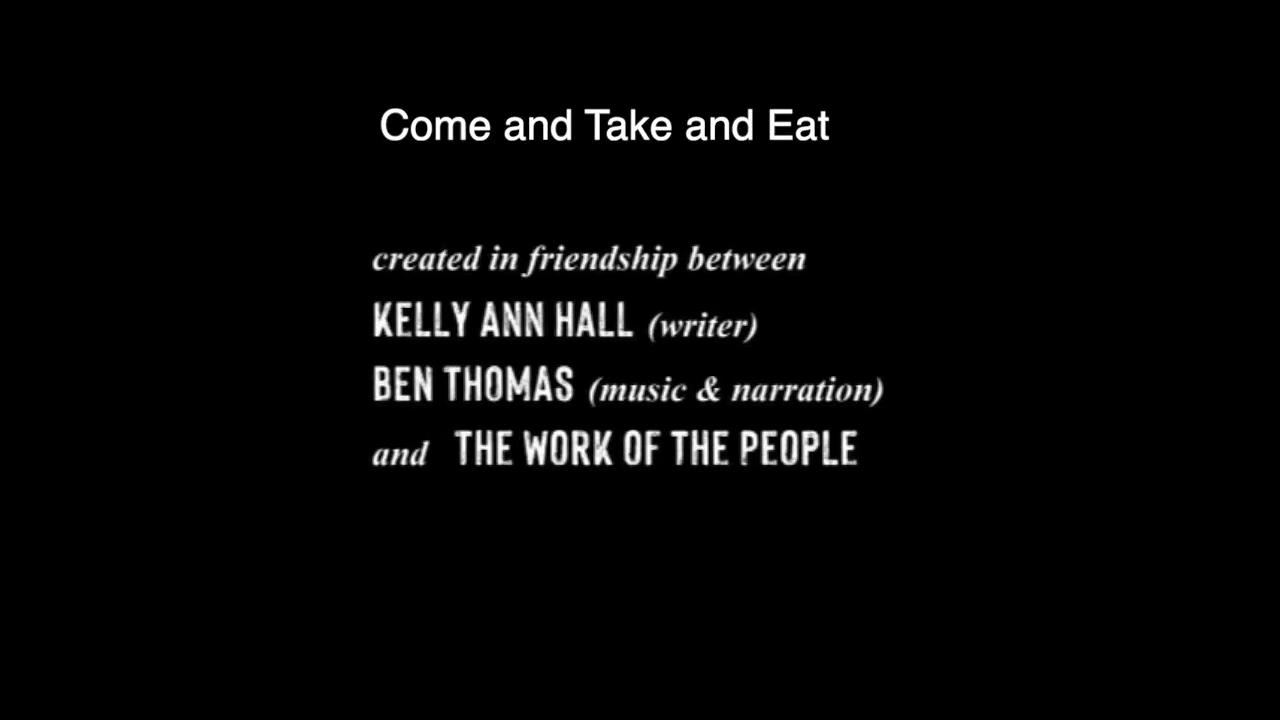 Come and Take and Eat
created in friendship between
KELLY ANN HALL (writer)
BEN THOMAS (music & narration)
and THE WORK OF THE PEOPLE